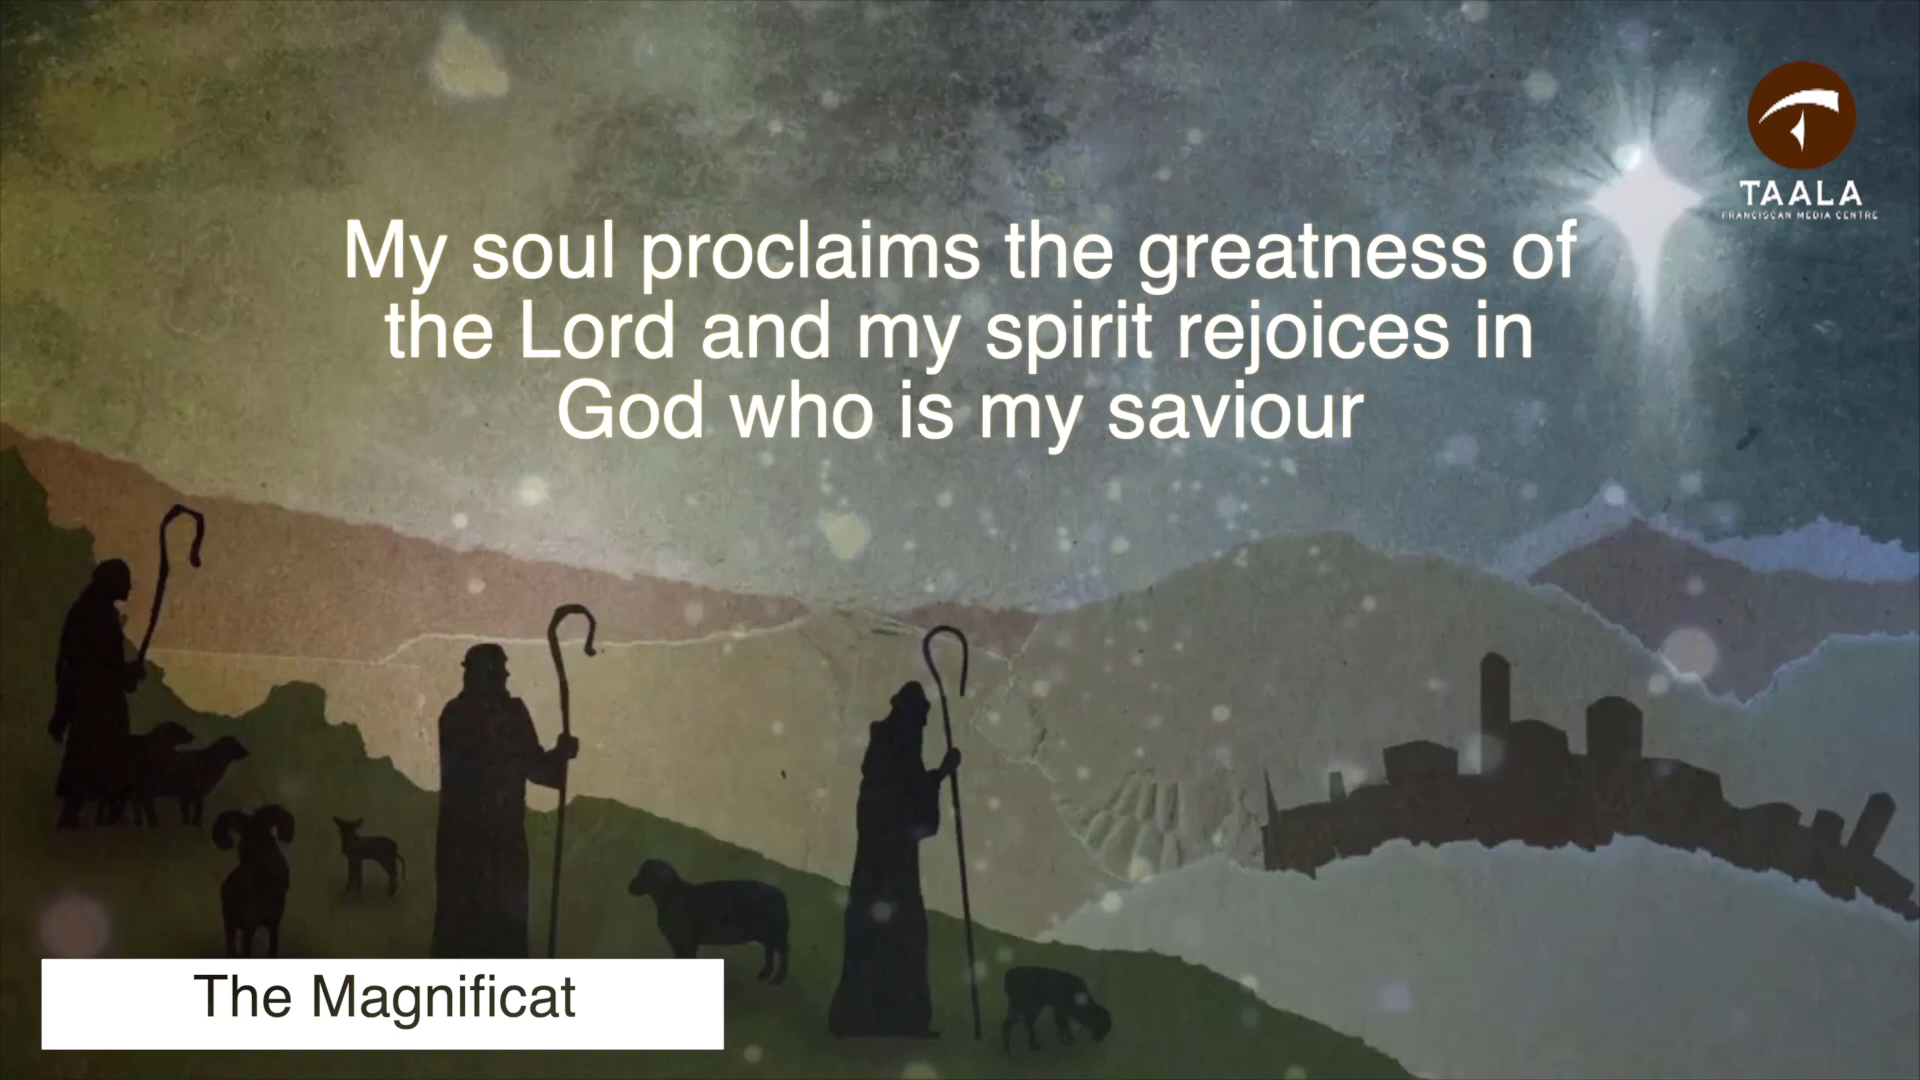 TAALA
FRANCISCAN MEDIA CENTRE
My soul proclaims the greatness of
the Lord and my spirit rejoices in
God who is my saviour
The Magnificat